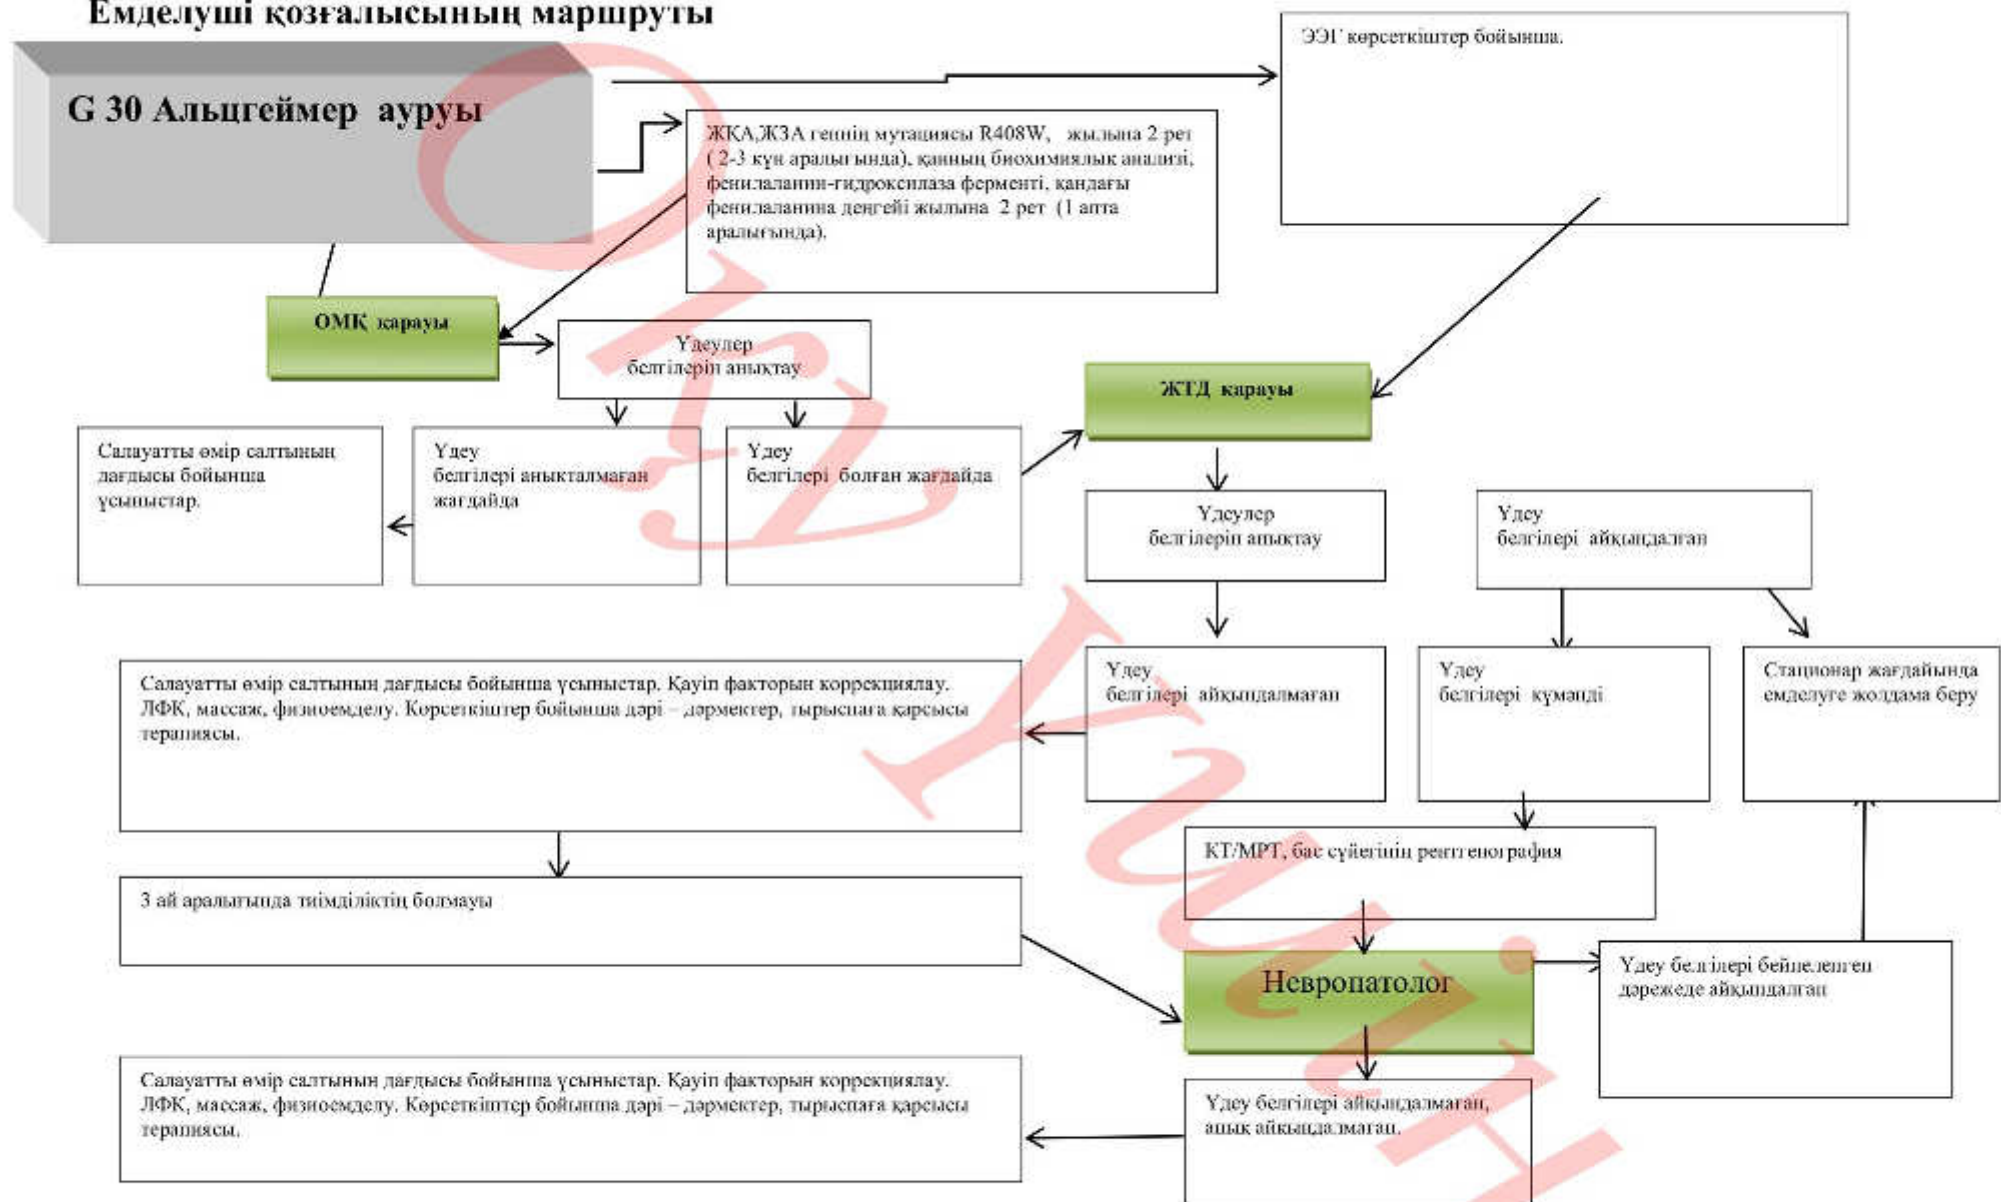 Емделуші қозғалысының маршруты
G 30 Альцгеймер ауруы
ЭЭГ көрсеткіштер бойынша.
ЖҚА,ЖЗА геннің мутациясы R408W, жылына 2 рет
( 2-3 күн аралығында), қанның биохимиялық анализі,
фенилаланин-гидроксилаза ферменті, қандағы
фенилаланина деңгейі жылына 2 рет (1 апта
аралығында).
ОМҚ қарауы
Үдеулер
белгілерін анықтау
ЖТД қарауы
Салауатты өмір салтының
дағдысы бойынша
ұсыныстар.
Үдеу
белгілері анықталмаған
жағдайда
Үдеу
белгілері болған жағдайда
Үдеулер
белгілерін анықтау
Үдеу
белгілері айқындалған
Салауатты өмір салтының дағдысы бойынша ұсыныстар. Қауіп факторын коррекциялау.
ЛФК, массаж, физиоемделу. Көрсеткіштер бойынша дәрі – дәрмектер, тырыспаға қарсысы
терапиясы.
Үдеу
белгілері айқындалмаған
Үдеу
белгілері күмәнді
Стационар жағдайында
емделуге жолдама беру
КТ/МРТ, бас сүйегінің рентгенография
3 ай аралығында тиімділіктің болмауы
Невропатолог
Үдеу белгілері бейнеленген
дәрежеде айқындалған
Салауатты өмір салтының дағдысы бойынша ұсыныстар. Қауіп факторын коррекциялау.
ЛФК, массаж, физиоемделу. Көрсеткіштер бойынша дәрі – дәрмектер, тырыспаға қарсысы
терапиясы.
Үдеу белгілері айқындалмаған,
анық айқындалмаған.
Оқу Үшін